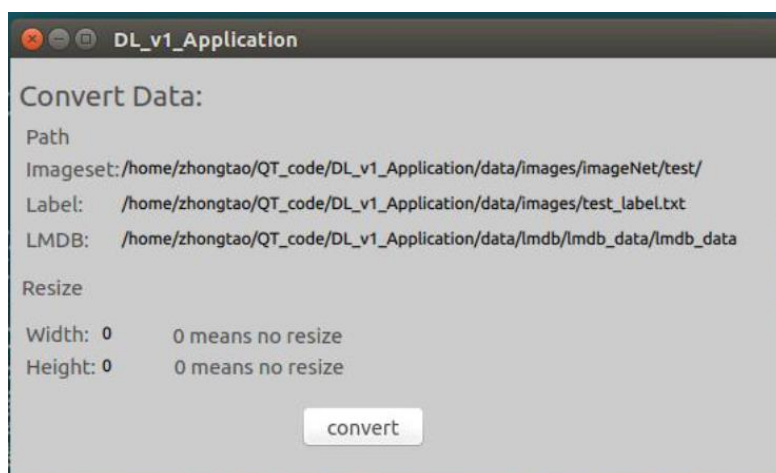 DL_v1_Application
Convert Data:
Path
Imageset:/home/zhongtao/QT_code/DL_v1_Application/data/images/imageNet/test/
Label: /home/zhongtao/QT_code/DL_v1_Application/data/images/test_label.txt
LMDB: /home/zhongtao/QT_code/DL_v1_Application/data/lmdb/lmdb_data/lmdb_data
Resize
Width: 0 0 means no resize
Height: 0 0 means no resize
convert